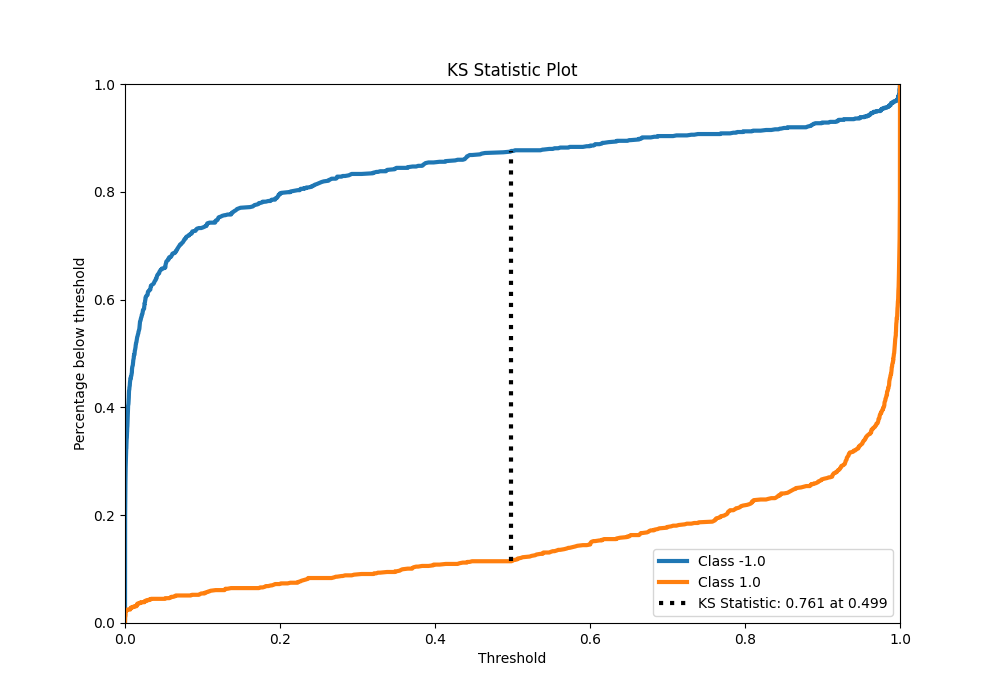 KS Statistic Plot
1.0
0.8
0.6
0.4
0.2
0.0
Percentage below threshold
0.0 0.2 0.4 0.6 0.8 1.0
Threshold
Class -1.0
Class 1.0
KS Statistic: 0.761 at 0.499